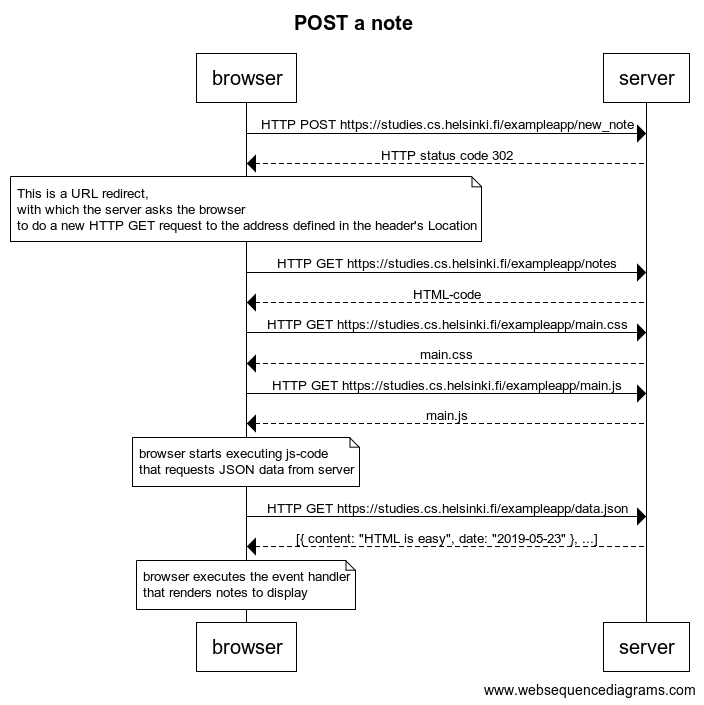 POST a note
browser
server
HTTP POST https://studies.cs.helsinki.fi/exampleapp/new_note
HTTP status code 302
This is a URL redirect,
with which the server asks the browser
to do a new HTTP GET request to the address defined in the header's Location
HTTP GET https://studies.cs.helsinki.fi/exampleapp/notes
HTML-code
HTTP GET https://studies.cs.helsinki.fi/exampleapp/main.css
main.css
HTTP GET https://studies.cs.helsinki.fi/exampleapp/main.js
main.js
browser starts executing js-code
that requests JSON data from server
HTTP GET https://studies.cs.helsinki.fi/exampleapp/data.json
[{ content: "HTML is easy", date: "2019-05-23" }, ...]
browser executes the event handler
that renders notes to display
browser
server
www.websequencediagrams.com